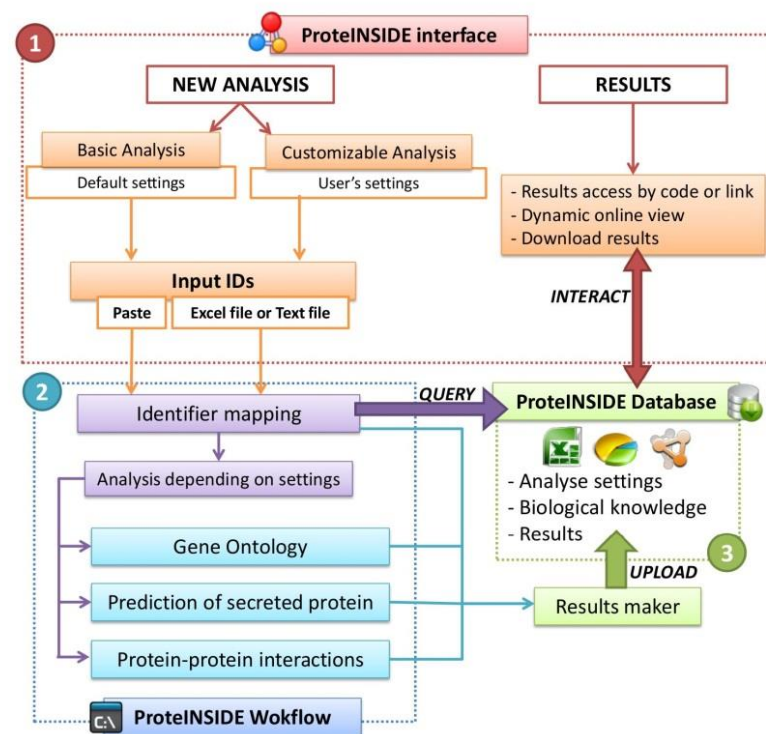 1
ProteINSIDE interface
NEW ANALYSIS
RESULTS
Basic Analysis
Default settings
Customizable Analysis
User's settings
- Results access by code or link
- Dynamic online view
- Download results
Input IDs
Paste
Excel file or Text file
INTERACT
2
Identifier mapping
QUERY
ProteINSIDE Database
Analysis depending on settings
- Analyse settings
- Biological knowledge
- Results
3
Gene Ontology
UPLOAD
Prediction of secreted protein
Results maker
Protein-protein interactions
C:\
ProteINSIDE Wokflow